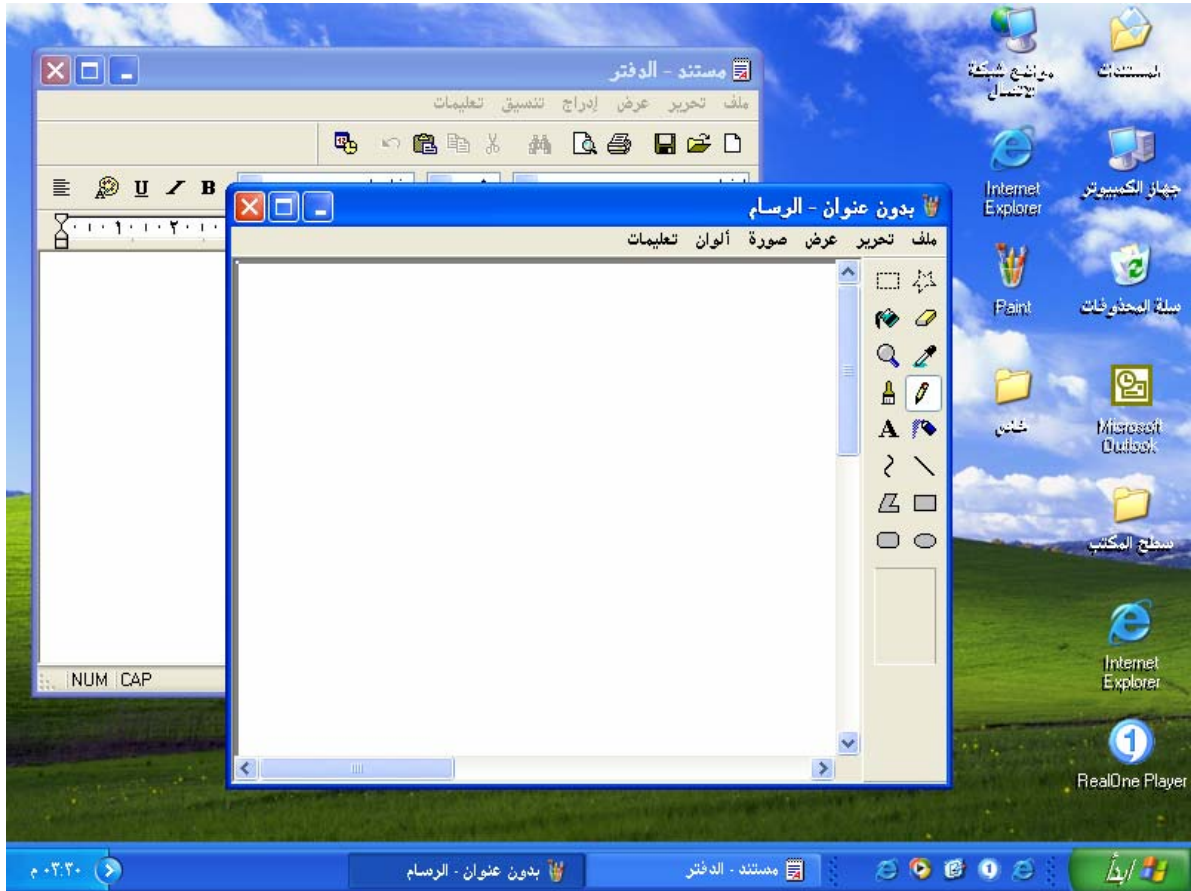 مستند - الدفتر
ملف تحرير عرض إدراج تنسيق تعليمات
B I U
١ ٢
NUM CAP
بدون عنوان - الرسام
ملف تحرير عرض صورة ألوان تعليمات
A
المستندات
مواضع شبكة الاتصال
جهاز الكمبيوتر
Internet Explorer
سلة المحذوفات
Paint
Microsoft Outlook
خاص
سطح المكتب
Internet Explorer
RealOne Player
ابدأ
مستند - الدفتر
بدون عنوان - الرسام
٠٣:٣٠ م